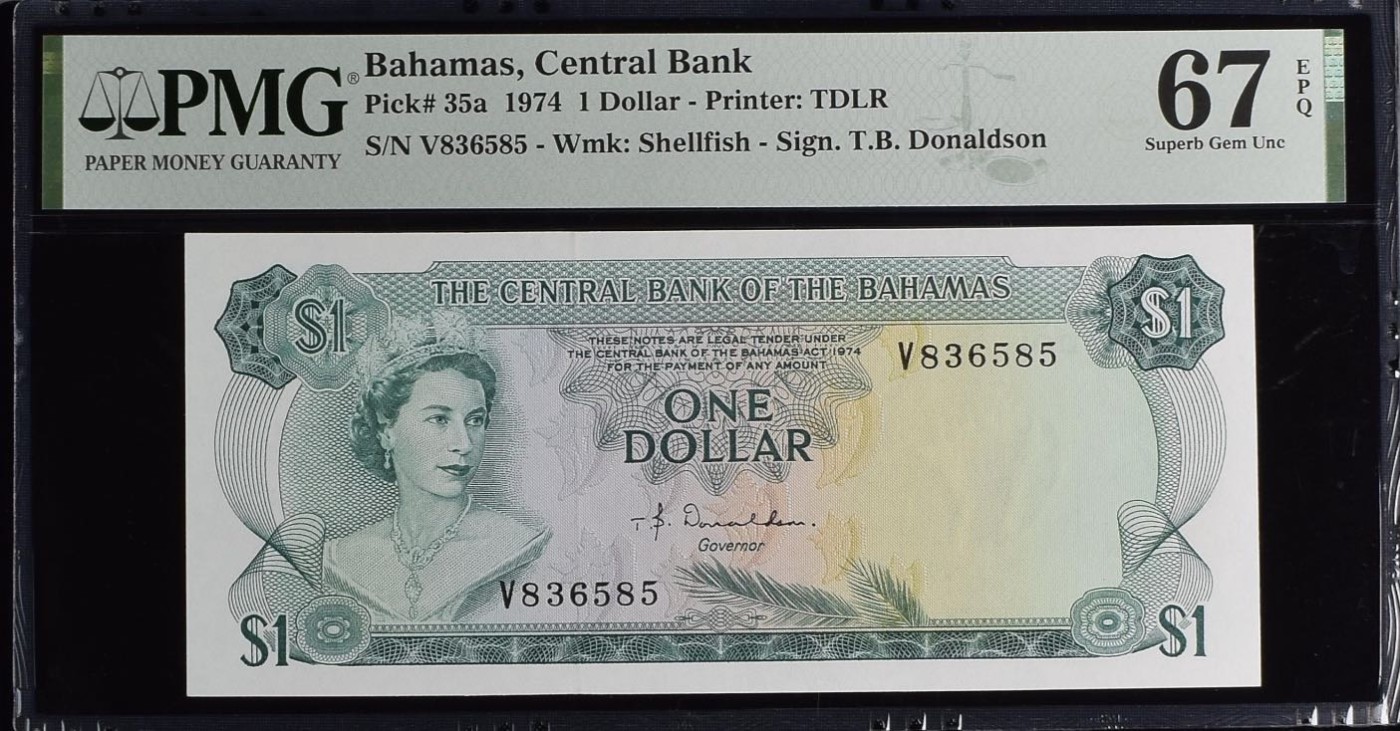 PMG®
PAPER MONEY GUARANTY
Bahamas, Central Bank
Pick# 35a 1974 1 Dollar - Printer: TDLR
S/N V836585 - Wmk: Shellfish - Sign. T.B. Donaldson
67
EPQ
Superb Gem Unc
$1
THE CENTRAL BANK OF THE BAHAMAS
$1
THESE NOTES ARE LEGAL TENDER UNDER
THE CENTRAL BANK OF THE BAHAMAS ACT 1974
FOR THE PAYMENT OF ANY AMOUNT
V836585
ONE
DOLLAR
T.B. Donaldson.
Governor
V836585
$1
$1